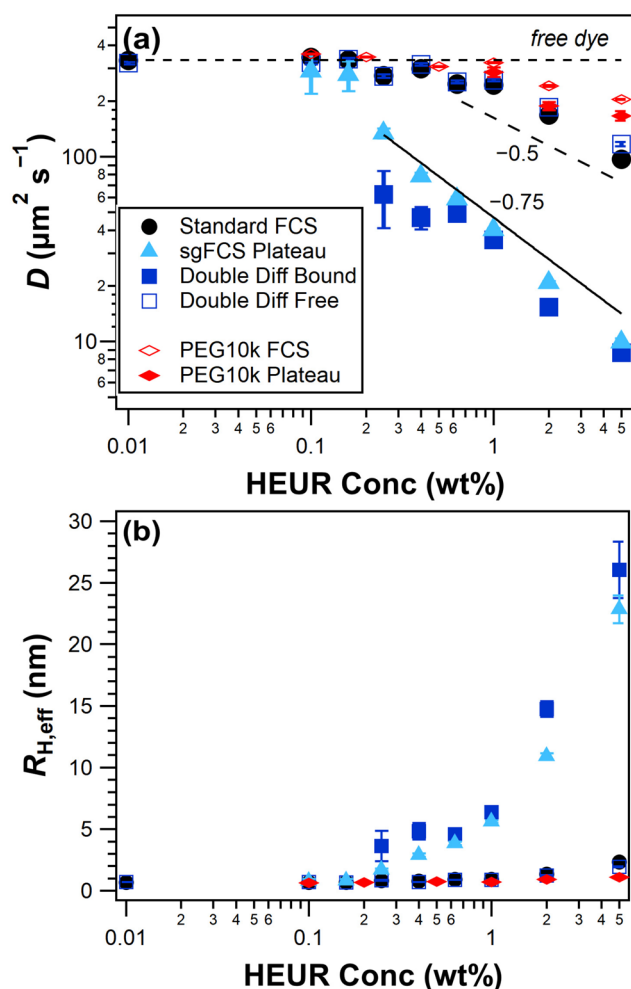 (a)
free dye
4
3
2
100
6
4
2
10
8
6
D (μm² s⁻¹)
−0.5
−0.75
Standard FCS
sgFCS Plateau
Double Diff Bound
Double Diff Free
PEG10k FCS
PEG10k Plateau
0.01 2 3 4 5 6 0.1 2 3 4 5 6 1 2 3 4 5
HEUR Conc (wt%)
(b)
30
25
20
15
10
5
0
R_H,eff (nm)
0.01 2 3 4 5 6 0.1 2 3 4 5 6 1 2 3 4 5
HEUR Conc (wt%)